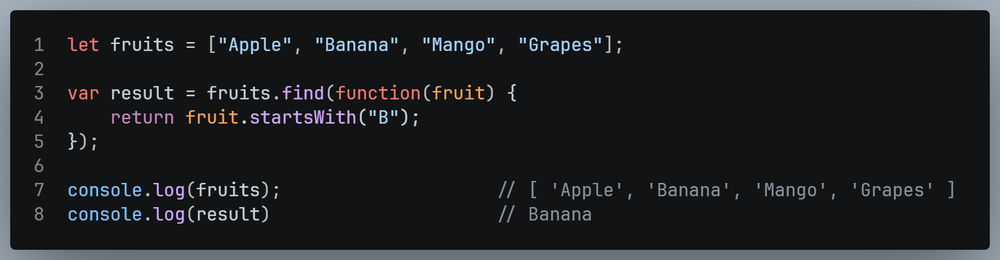 1 let fruits = ["Apple", "Banana", "Mango", "Grapes"];
2
3 var result = fruits.find(function(fruit) {
4     return fruit.startsWith("B");
5 });
6
7 console.log(fruits);                    // [ 'Apple', 'Banana', 'Mango', 'Grapes' ]
8 console.log(result)                     // Banana